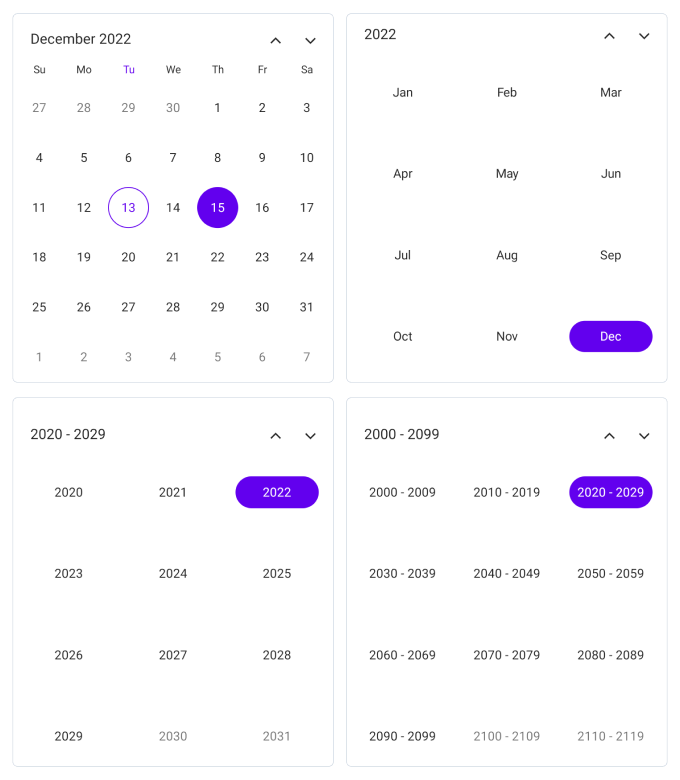 December 2022
Su Mo Tu We Th Fr Sa
27 28 29 30 1 2 3
4 5 6 7 8 9 10
11 12 13 14 15 16 17
18 19 20 21 22 23 24
25 26 27 28 29 30 31
1 2 3 4 5 6 7
2022
Jan Feb Mar
Apr May Jun
Jul Aug Sep
Oct Nov Dec
2020 - 2029
2020 2021 2022
2023 2024 2025
2026 2027 2028
2029 2030 2031
2000 - 2099
2000 - 2009 2010 - 2019 2020 - 2029
2030 - 2039 2040 - 2049 2050 - 2059
2060 - 2069 2070 - 2079 2080 - 2089
2090 - 2099 2100 - 2109 2110 - 2119